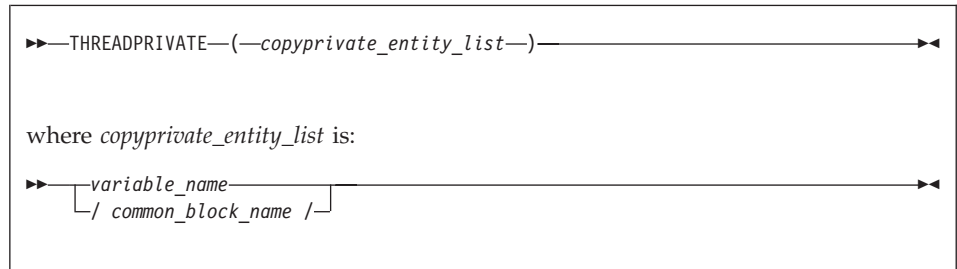 THREADPRIVATE ( copyprivate_entity_list )
where copyprivate_entity_list is:
variable_name
/ common_block_name /